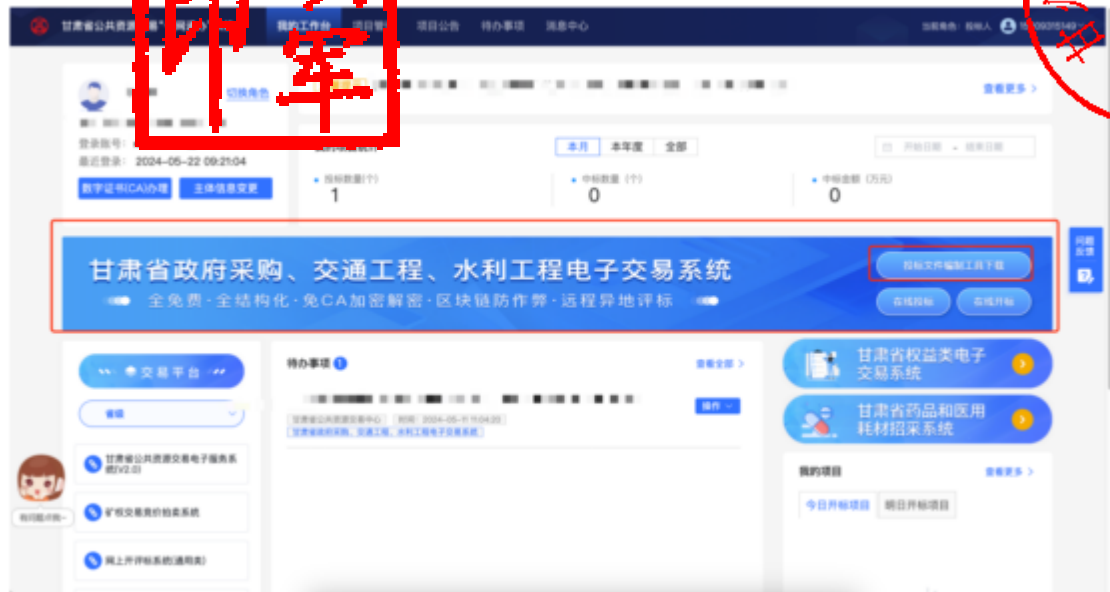 甘肃省公共资源
我的工作台 项目管 项目公告 待办事项 消息中心
当前角色：投标人
印军
切换角色
查看更多 >
登录账号：
最近登录： 2024-05-22 09:21:04
数字证书(CA)办理 主体信息变更
本月 本年度 全部
开始日期 - 结束日期
投标数量(个)
1
中标数量（个）
0
中标金额（万元）
0
问题反馈
甘肃省政府采购、交通工程、水利工程电子交易系统
全免费·全结构化·免CA加密解密·区块链防作弊·远程异地评标
投标文件编制工具下载
在线投标 在线开标
交易平台
省级
甘肃省公共资源交易电子服务系
统(V2.0)
矿权交易竞价拍卖系统
网上开评标系统(通用类)
待办事项 1
查看全部 >
操作
甘肃省公共资源交易中心 时间 2024-05-11 11:04:20
甘肃省政府采购、交通工程、水利工程电子交易系统
甘肃省权益类电子
交易系统
甘肃省药品和医用
耗材招采系统
我的项目
查看更多 >
今日开标项目 明日开标项目